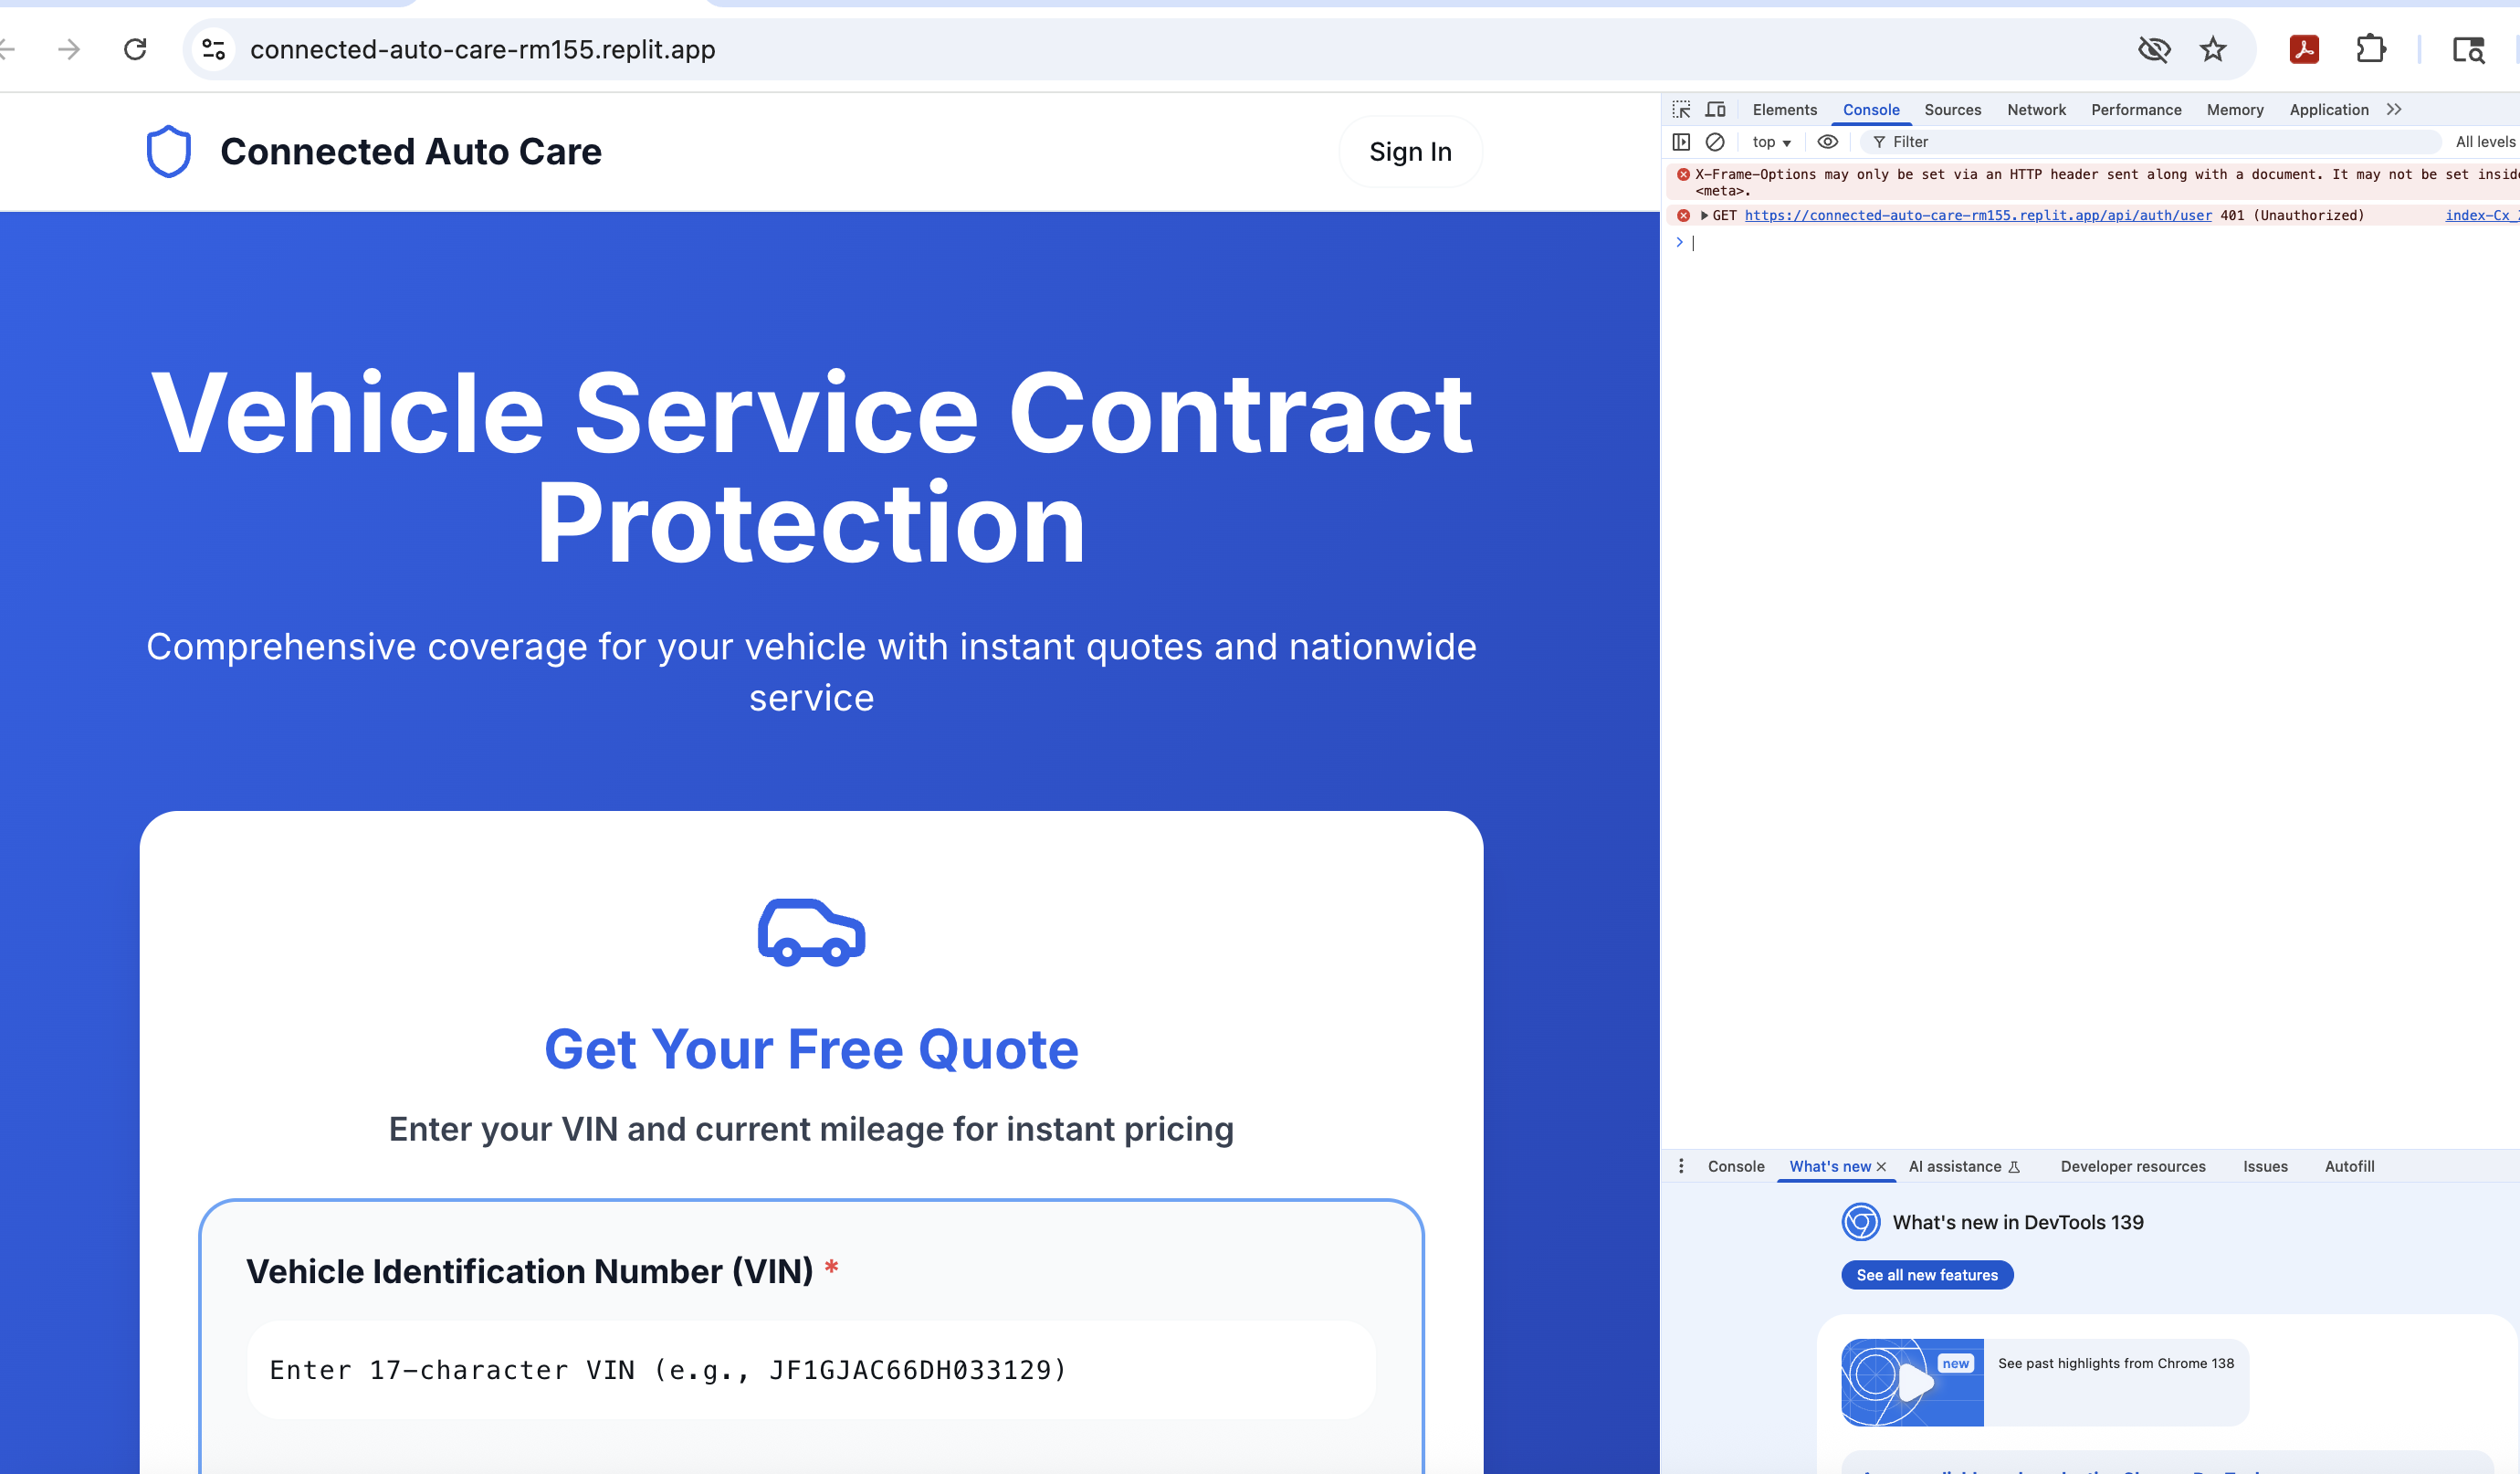 connected-auto-care-rm155.replit.app
Connected Auto Care
Sign In
Vehicle Service Contract
Protection
Comprehensive coverage for your vehicle with instant quotes and nationwide
service
Get Your Free Quote
Enter your VIN and current mileage for instant pricing
Vehicle Identification Number (VIN) *
Enter 17-character VIN (e.g., JF1GJAC66DH033129)
Elements Console Sources Network Performance Memory Application
top Filter All levels
X-Frame-Options may only be set via an HTTP header sent along with a document. It may not be set inside
<meta>.
GET https://connected-auto-care-rm155.replit.app/api/auth/user 401 (Unauthorized) index-Cx_
Console What's new AI assistance Developer resources Issues Autofill
What's new in DevTools 139
See all new features
new
See past highlights from Chrome 138